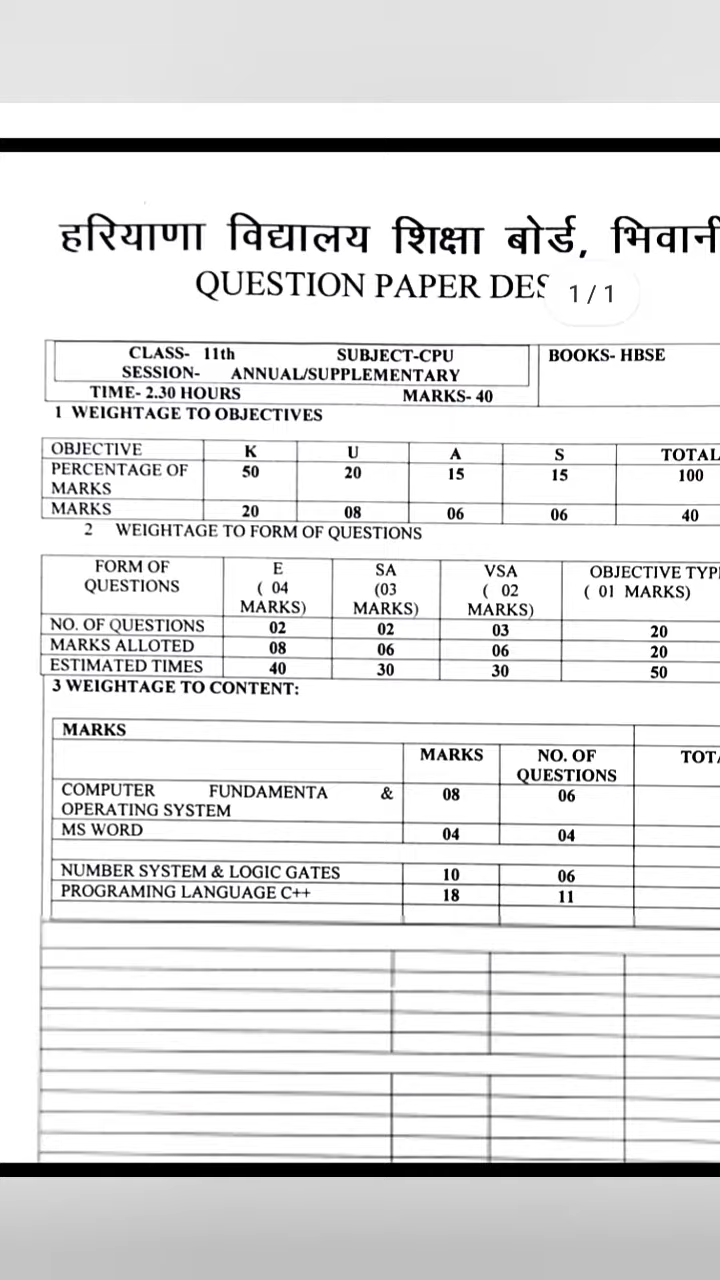 हरियाणा विद्यालय शिक्षा बोर्ड, भिवानी
QUESTION PAPER DES
1 / 1
CLASS- 11th SUBJECT-CPU BOOKS- HBSE
SESSION- ANNUAL/SUPPLEMENTARY
TIME- 2.30 HOURS MARKS- 40
1 WEIGHTAGE TO OBJECTIVES
OBJECTIVE K U A S TOTAL
PERCENTAGE OF MARKS 50 20 15 15 100
MARKS 20 08 06 06 40
2 WEIGHTAGE TO FORM OF QUESTIONS
FORM OF QUESTIONS E ( 04 MARKS) SA (03 MARKS) VSA ( 02 MARKS) OBJECTIVE TYPE ( 01 MARKS)
NO. OF QUESTIONS 02 02 03 20
MARKS ALLOTED 08 06 06 20
ESTIMATED TIMES 40 30 30 50
3 WEIGHTAGE TO CONTENT:
MARKS
MARKS NO. OF QUESTIONS TOTA
COMPUTER FUNDAMENTA & OPERATING SYSTEM 08 06
MS WORD 04 04
NUMBER SYSTEM & LOGIC GATES 10 06
PROGRAMING LANGUAGE C++ 18 11